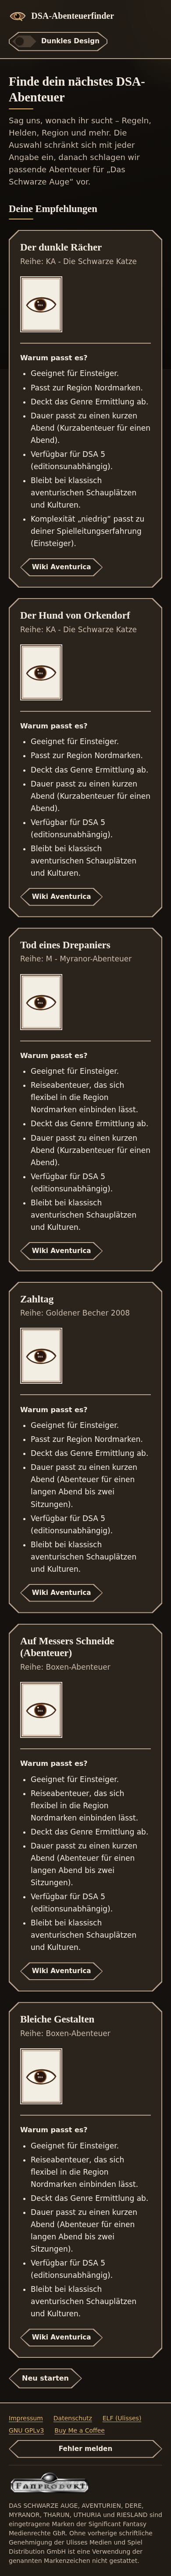 DSA-Abenteuerfinder
Dunkles Design
Finde dein nächstes DSA-
Abenteuer
Sag uns, wonach ihr sucht – Regeln,
Helden, Region und mehr. Die
Auswahl schränkt sich mit jeder
Angabe ein, danach schlagen wir
passende Abenteuer für „Das
Schwarze Auge“ vor.
Deine Empfehlungen
Der dunkle Rächer
Reihe: KA - Die Schwarze Katze
Warum passt es?
• Geeignet für Einsteiger.
• Passt zur Region Nordmarken.
• Deckt das Genre Ermittlung ab.
• Dauer passt zu einen kurzen
Abend (Kurzabenteuer für einen
Abend).
• Verfügbar für DSA 5
(editionsunabhängig).
• Bleibt bei klassisch
aventurischen Schauplätzen
und Kulturen.
• Komplexität „niedrig“ passt zu
deiner Spielleitungserfahrung
(Einsteiger).
Wiki Aventurica
Der Hund von Orkendorf
Reihe: KA - Die Schwarze Katze
Warum passt es?
• Geeignet für Einsteiger.
• Passt zur Region Nordmarken.
• Deckt das Genre Ermittlung ab.
• Dauer passt zu einen kurzen
Abend (Kurzabenteuer für einen
Abend).
• Verfügbar für DSA 5
(editionsunabhängig).
• Bleibt bei klassisch
aventurischen Schauplätzen
und Kulturen.
Wiki Aventurica
Tod eines Drepaniers
Reihe: M - Myranor-Abenteuer
Warum passt es?
• Geeignet für Einsteiger.
• Reiseabenteuer, das sich
flexibel in die Region
Nordmarken einbinden lässt.
• Deckt das Genre Ermittlung ab.
• Dauer passt zu einen kurzen
Abend (Kurzabenteuer für einen
Abend).
• Verfügbar für DSA 5
(editionsunabhängig).
• Bleibt bei klassisch
aventurischen Schauplätzen
und Kulturen.
Wiki Aventurica
Zahltag
Reihe: Goldener Becher 2008
Warum passt es?
• Geeignet für Einsteiger.
• Passt zur Region Nordmarken.
• Deckt das Genre Ermittlung ab.
• Dauer passt zu einen kurzen
Abend (Abenteuer für einen
langen Abend bis zwei
Sitzungen).
• Verfügbar für DSA 5
(editionsunabhängig).
• Bleibt bei klassisch
aventurischen Schauplätzen
und Kulturen.
Wiki Aventurica
Auf Messers Schneide
(Abenteuer)
Reihe: Boxen-Abenteuer
Warum passt es?
• Geeignet für Einsteiger.
• Reiseabenteuer, das sich
flexibel in die Region
Nordmarken einbinden lässt.
• Deckt das Genre Ermittlung ab.
• Dauer passt zu einen kurzen
Abend (Abenteuer für einen
langen Abend bis zwei
Sitzungen).
• Verfügbar für DSA 5
(editionsunabhängig).
• Bleibt bei klassisch
aventurischen Schauplätzen
und Kulturen.
Wiki Aventurica
Bleiche Gestalten
Reihe: Boxen-Abenteuer
Warum passt es?
• Geeignet für Einsteiger.
• Reiseabenteuer, das sich
flexibel in die Region
Nordmarken einbinden lässt.
• Deckt das Genre Ermittlung ab.
• Dauer passt zu einen kurzen
Abend (Abenteuer für einen
langen Abend bis zwei
Sitzungen).
• Verfügbar für DSA 5
(editionsunabhängig).
• Bleibt bei klassisch
aventurischen Schauplätzen
und Kulturen.
Wiki Aventurica
Neu starten
Impressum Datenschutz ELF (Ulisses)
GNU GPLv3 Buy Me a Coffee
Fehler melden
FANPRODUKT
DAS SCHWARZE AUGE, AVENTURIEN, DERE,
MYRANOR, THARUN, UTHURIA und RIESLAND sind
eingetragene Marken der Significant Fantasy
Medienrechte GbR. Ohne vorherige schriftliche
Genehmigung der Ulisses Medien und Spiel
Distribution GmbH ist eine Verwendung der
genannten Markenzeichen nicht gestattet.